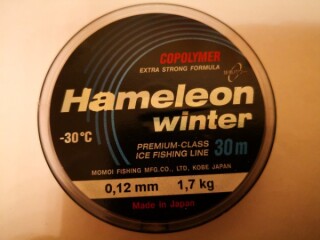 COPOLYMER
EXTRA STRONG FORMULA
Hameleon
-30°C
winter
PREMIUM-CLASS
ICE FISHING LINE
30m
MOMOI FISHING MFG.CO., LTD, KOBE JAPAN
0,12 mm 1,7 kg
Made in Japan